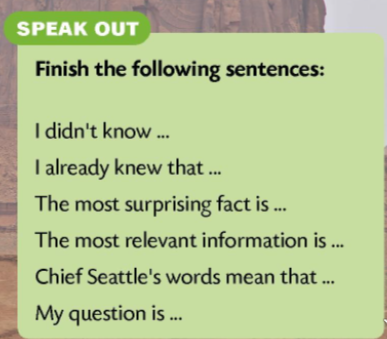 SPEAK OUT
Finish the following sentences:
I didn't know ...
I already knew that ...
The most surprising fact is ...
The most relevant information is ...
Chief Seattle's words mean that ...
My question is ...